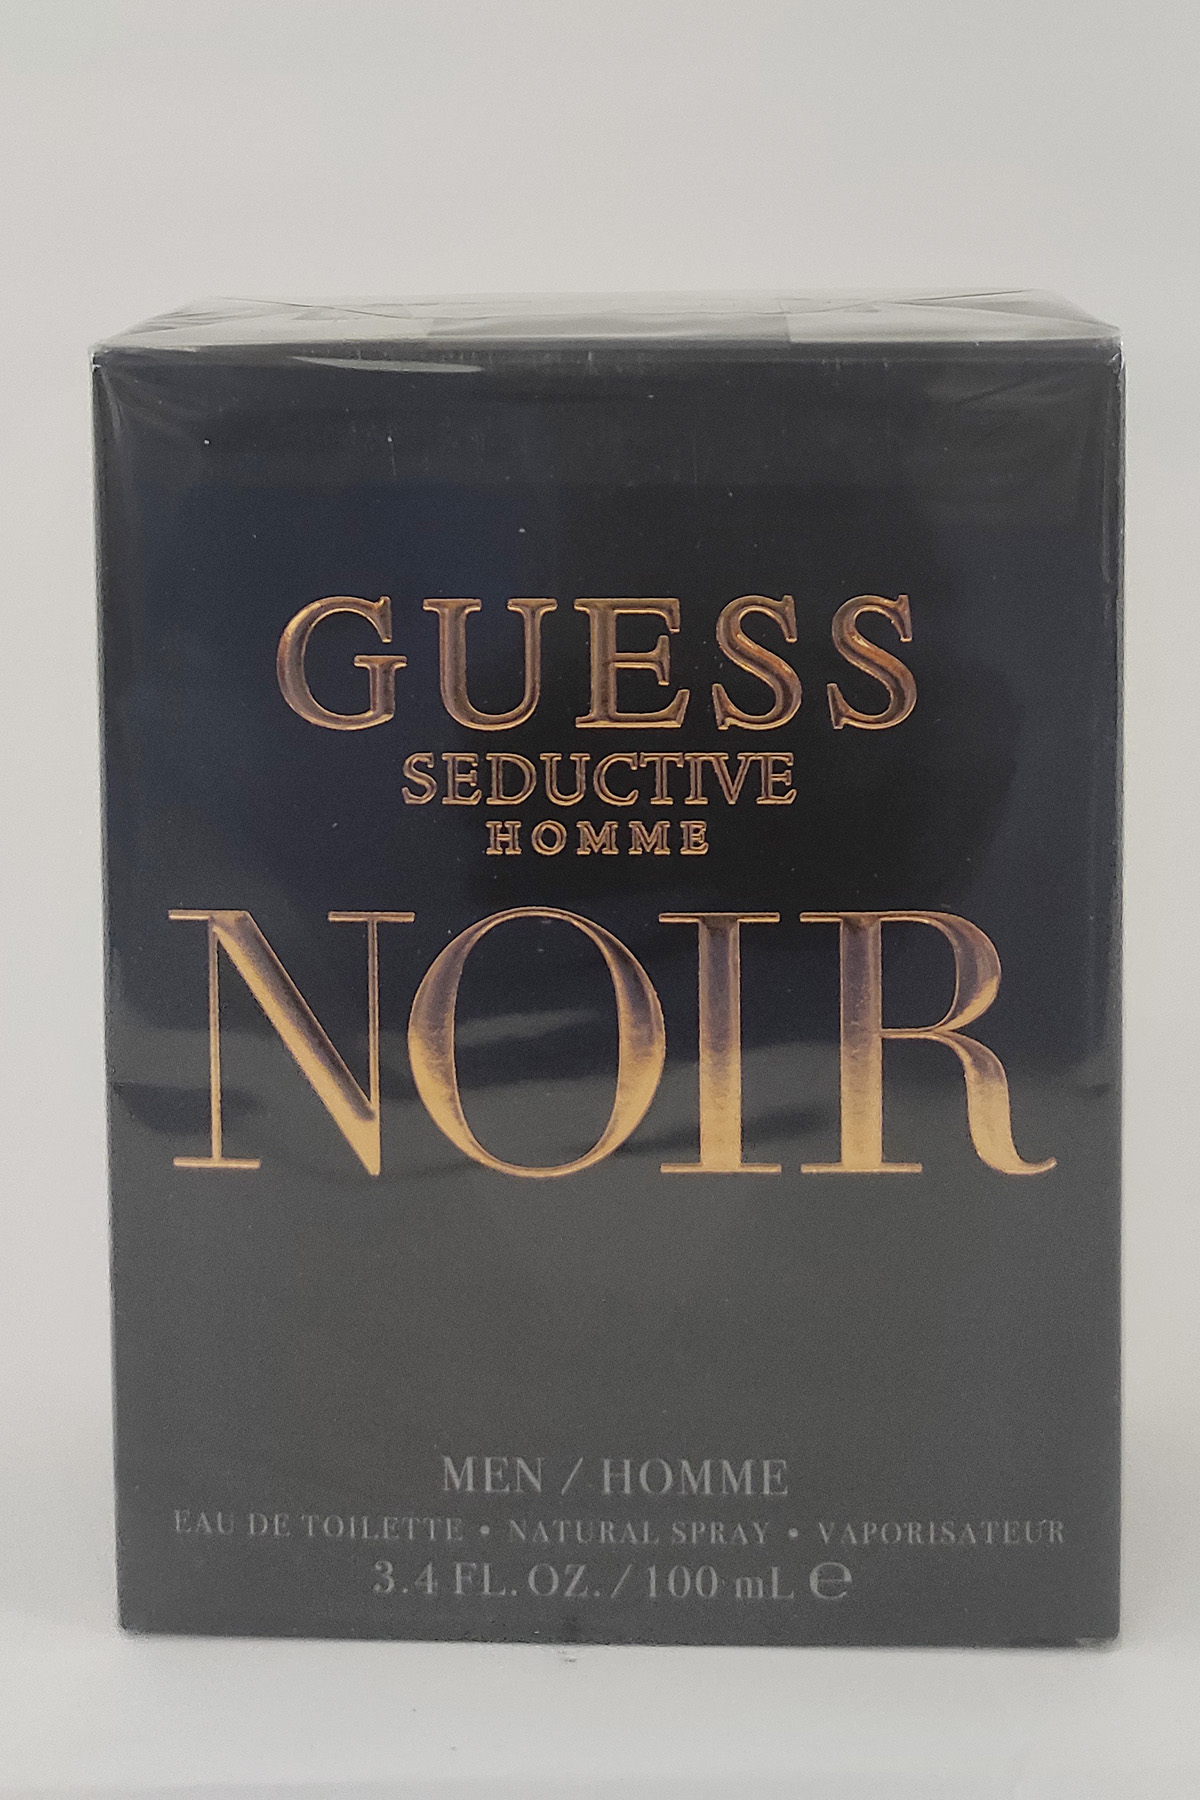 GUESS
SEDUCTIVE
HOMME
NOIR
MEN / HOMME
EAU DE TOILETTE • NATURAL SPRAY • VAPORISATEUR
3.4 FL. OZ. / 100 mL ℮